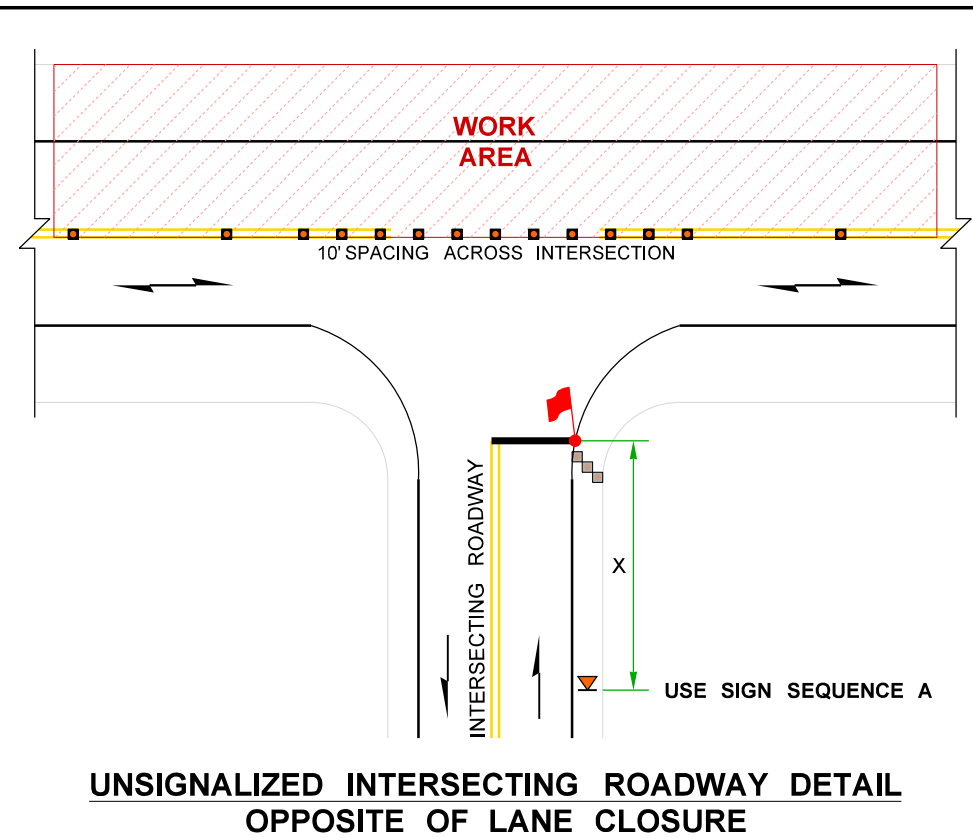 WORK
AREA
10' SPACING ACROSS INTERSECTION
INTERSECTING ROADWAY
X
USE SIGN SEQUENCE A
UNSIGNALIZED INTERSECTING ROADWAY DETAIL
OPPOSITE OF LANE CLOSURE